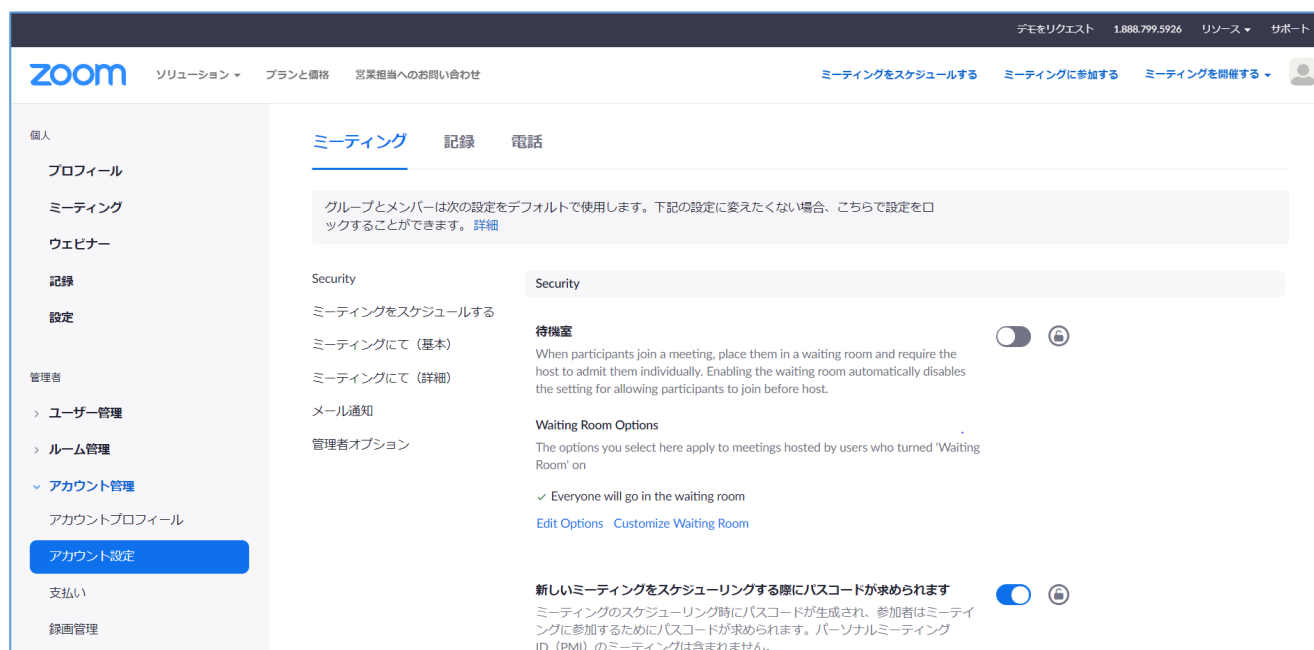 デモをリクエスト 1.888.799.5926 リソース サポート
zoom ソリューション プランと価格 営業担当へのお問い合わせ ミーティングをスケジュールする ミーティングに参加する ミーティングを開催する
個人
プロフィール
ミーティング
ウェビナー
記録
設定
管理者
ユーザー管理
ルーム管理
アカウント管理
アカウントプロフィール
アカウント設定
支払い
録画管理
ミーティング 記録 電話
グループとメンバーは次の設定をデフォルトで使用します。下記の設定に変えたくない場合、こちらで設定をロ
ックすることができます。詳細
Security
ミーティングをスケジュールする
ミーティングにて（基本）
ミーティングにて（詳細）
メール通知
管理者オプション
Security
待機室
When participants join a meeting, place them in a waiting room and require the
host to admit them individually. Enabling the waiting room automatically disables
the setting for allowing participants to join before host.
Waiting Room Options
The options you select here apply to meetings hosted by users who turned 'Waiting
Room' on
✓ Everyone will go in the waiting room
Edit Options Customize Waiting Room
新しいミーティングをスケジューリングする際にパスコードが求められます
ミーティングのスケジューリング時にパスコードが生成され、参加者はミーティ
ングに参加するためにパスコードが求められます。パーソナルミーティング
ID（PMI）のミーティングは含まれません。